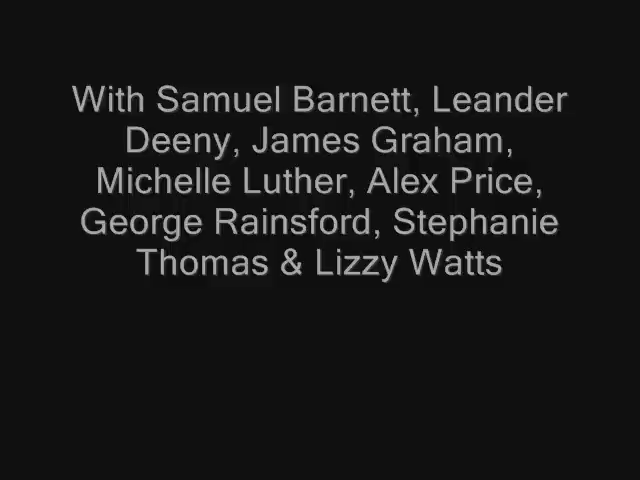 With Samuel Barnett, Leander
Deeny, James Graham,
Michelle Luther, Alex Price,
George Rainsford, Stephanie
Thomas & Lizzy Watts